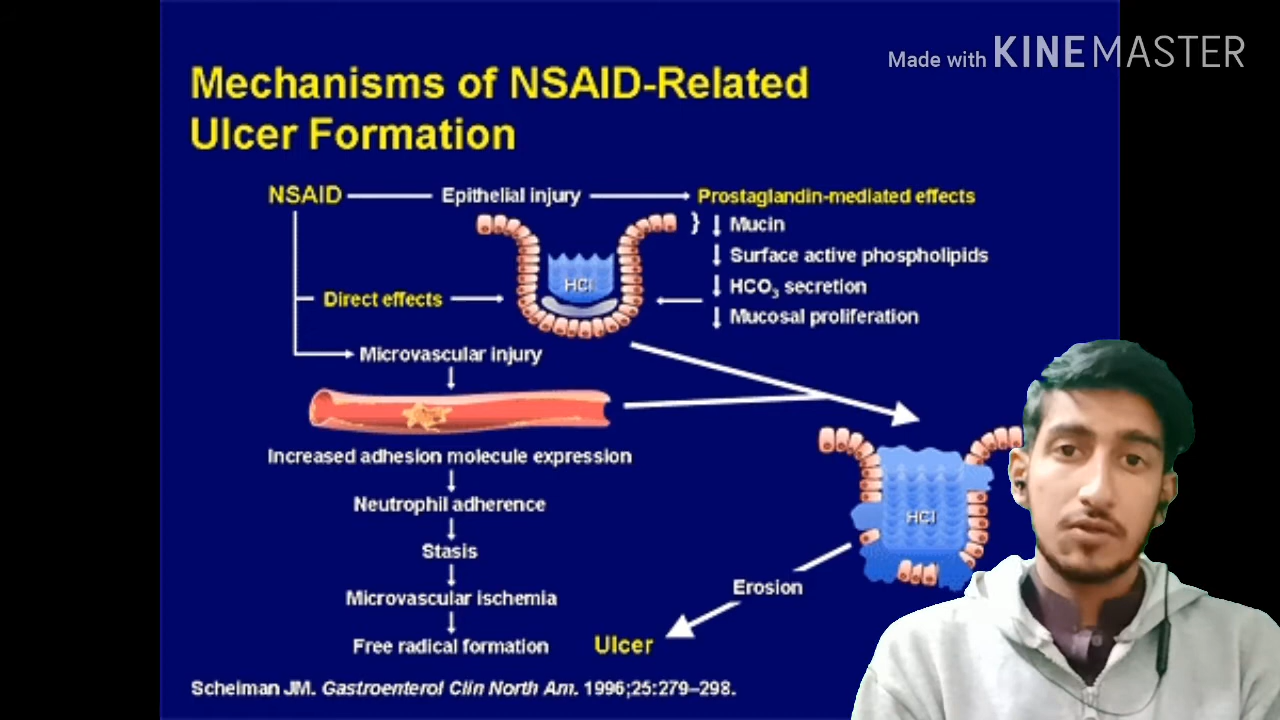 Made with KINEMASTER
Mechanisms of NSAID-Related
Ulcer Formation
NSAID
Epithelial injury
Prostaglandin-mediated effects
} ↓ Mucin
↓ Surface active phospholipids
↓ HCO₃ secretion
↓ Mucosal proliferation
HCl
Direct effects
Microvascular injury
Increased adhesion molecule expression
Neutrophil adherence
Stasis
Microvascular ischemia
Free radical formation
HCl
Erosion
Ulcer
Scheiman JM. Gastroenterol Clin North Am. 1996;25:279–298.